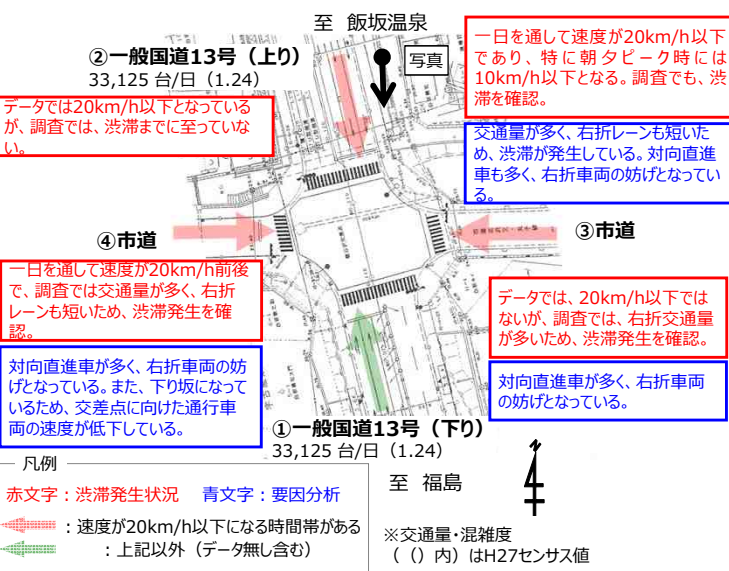 至 飯坂温泉
②一般国道13号（上り）
33,125 台/日（1.24）
写真
一日を通して速度が20km/h以下
であり、特に朝夕ピーク時には
10km/h以下となる。調査でも、渋
滞を確認。
データでは20km/h以下となっている
が、調査では、渋滞までに至っていな
い。
交通量が多く、右折レーンも短いた
め、渋滞が発生している。対向直進
車も多く、右折車両の妨げとなってい
る。
④市道
③市道
一日を通して速度が20km/h前後
で、調査では交通量が多く、右折
レーンも短いため、渋滞発生を確
認。
データでは、20km/h以下では
ないが、調査では、右折交通量
が多いため、渋滞発生を確認。
対向直進車が多く、右折車両の妨
げとなっている。また、下り坂になって
いるため、交差点に向けた通行車
両の速度が低下している。
対向直進車が多く、右折車両
の妨げとなっている。
①一般国道13号（下り）
33,125 台/日（1.24）
至 福島
凡例
赤文字：渋滞発生状況 青文字：要因分析
：速度が20km/h以下になる時間帯がある
：上記以外（データ無し含む）
※交通量・混雑度
（（）内）はH27センサス値